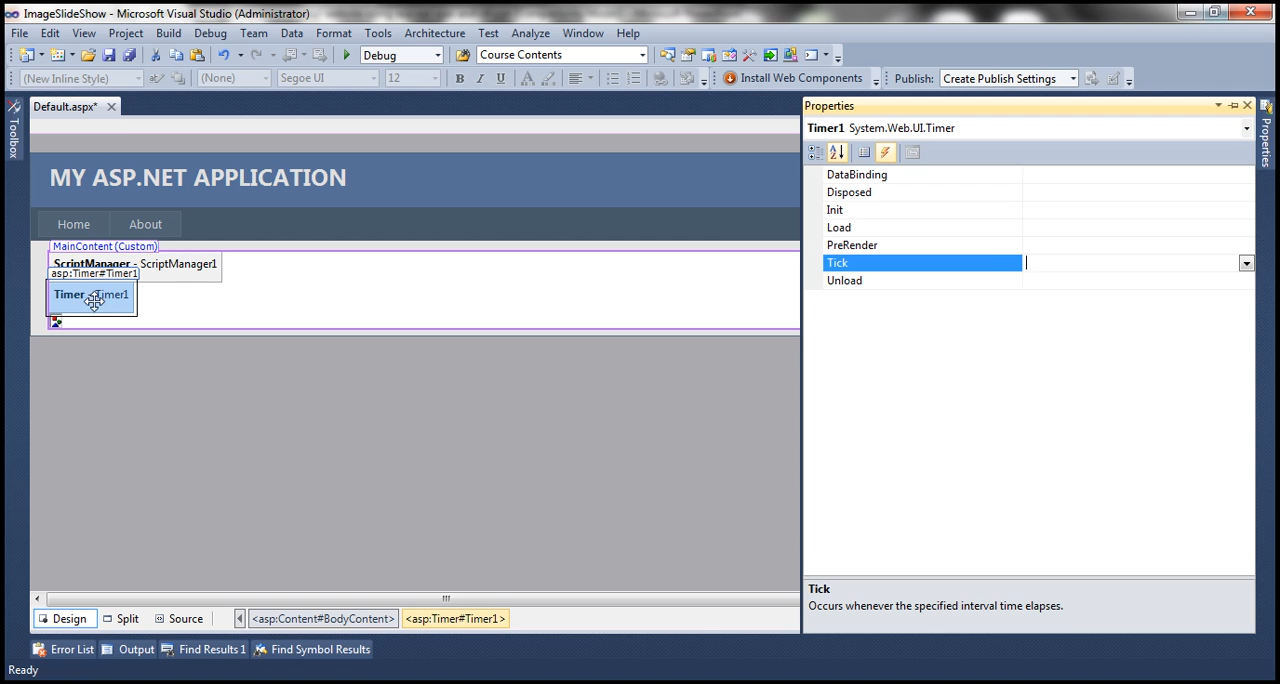 ImageSlideShow - Microsoft Visual Studio (Administrator)
File Edit View Project Build Debug Team Data Format Tools Architecture Test Analyze Window Help
Debug Course Contents
(New Inline Style) (None) Segoe UI 12 B I U A Install Web Components Publish: Create Publish Settings
Default.aspx*
Toolbox
MY ASP.NET APPLICATION
Home About
MainContent (Custom)
ScriptManager - ScriptManager1
asp:Timer#Timer1
Timer - Timer1
Design Split Source <asp:Content#BodyContent> <asp:Timer#Timer1>
Properties
Timer1 System.Web.UI.Timer
DataBinding
Disposed
Init
Load
PreRender
Tick
Unload
Tick
Occurs whenever the specified interval time elapses.
Properties
Error List Output Find Results 1 Find Symbol Results
Ready